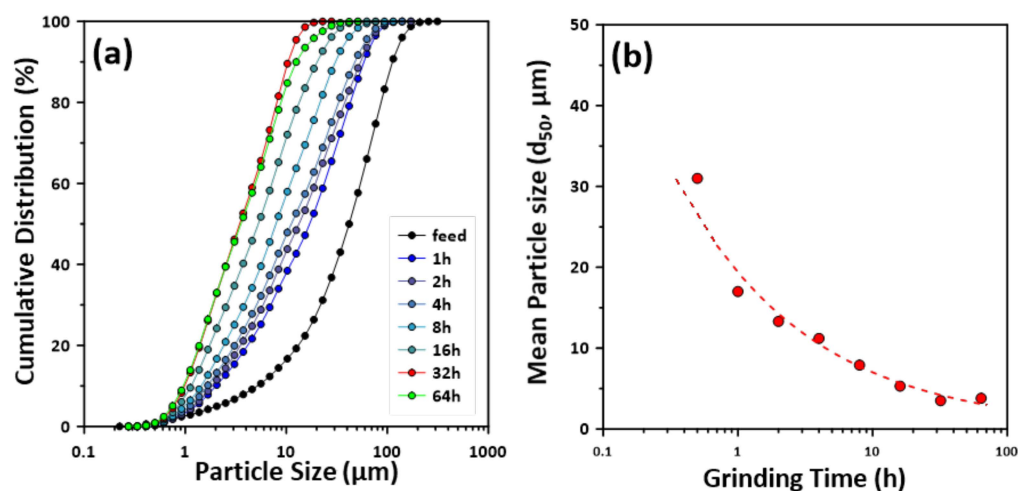 (a)
Cumulative Distribution (%)
100
80
60
40
20
0
feed
1h
2h
4h
8h
16h
32h
64h
0.1
1
10
100
1000
Particle Size (μm)
(b)
Mean Particle size (d₅₀, μm)
50
40
30
20
10
0
0.1
1
10
100
Grinding Time (h)